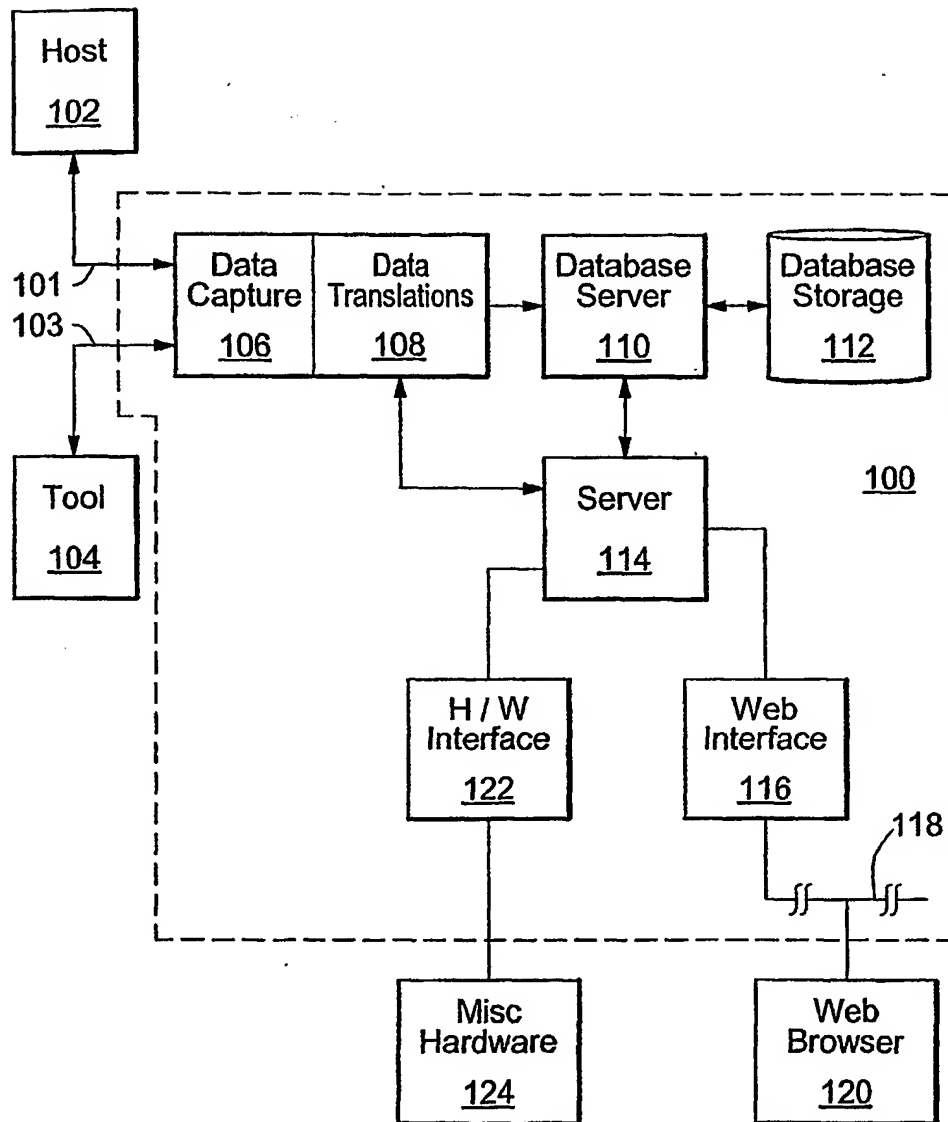 Host
102
101
103
Data
Capture
106
Data
Translations
108
Database
Server
110
Database
Storage
112
Tool
104
Server
114
100
H / W
Interface
122
Web
Interface
116
118
Misc
Hardware
124
Web
Browser
120